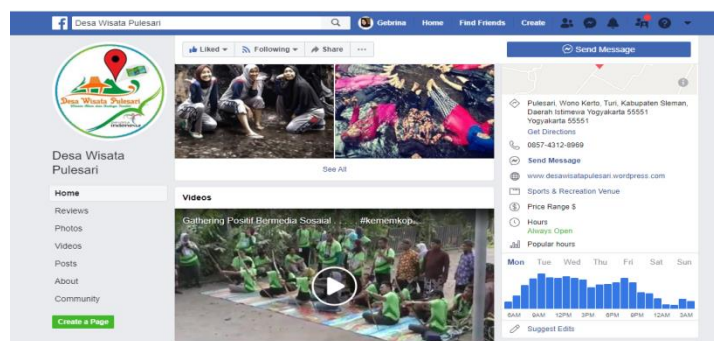 Desa Wisata Pulesari
Gebrina Home Find Friends Create
Liked Following Share
Send Message
Desa Wisata Pulesari
Desa Wisata
Pulesari
See All
Home
Reviews
Photos
Videos
Posts
About
Community
Create a Page
Videos
Gathering Positif Bermedia Sosaial ... #kememkop...
Pulesari, Wono Kerto, Turi, Kabupaten Sleman,
Daerah Istimewa Yogyakarta 55551
Yogyakarta 55551
Get Directions
0857-4312-8969
Send Message
www.desawisatapulesari.wordpress.com
Sports & Recreation Venue
Price Range $
Hours
Always Open
Popular hours
Mon Tue Wed Thu Fri Sat Sun
6AM 9AM 12PM 3PM 6PM 9PM 12AM 3AM
Suggest Edits